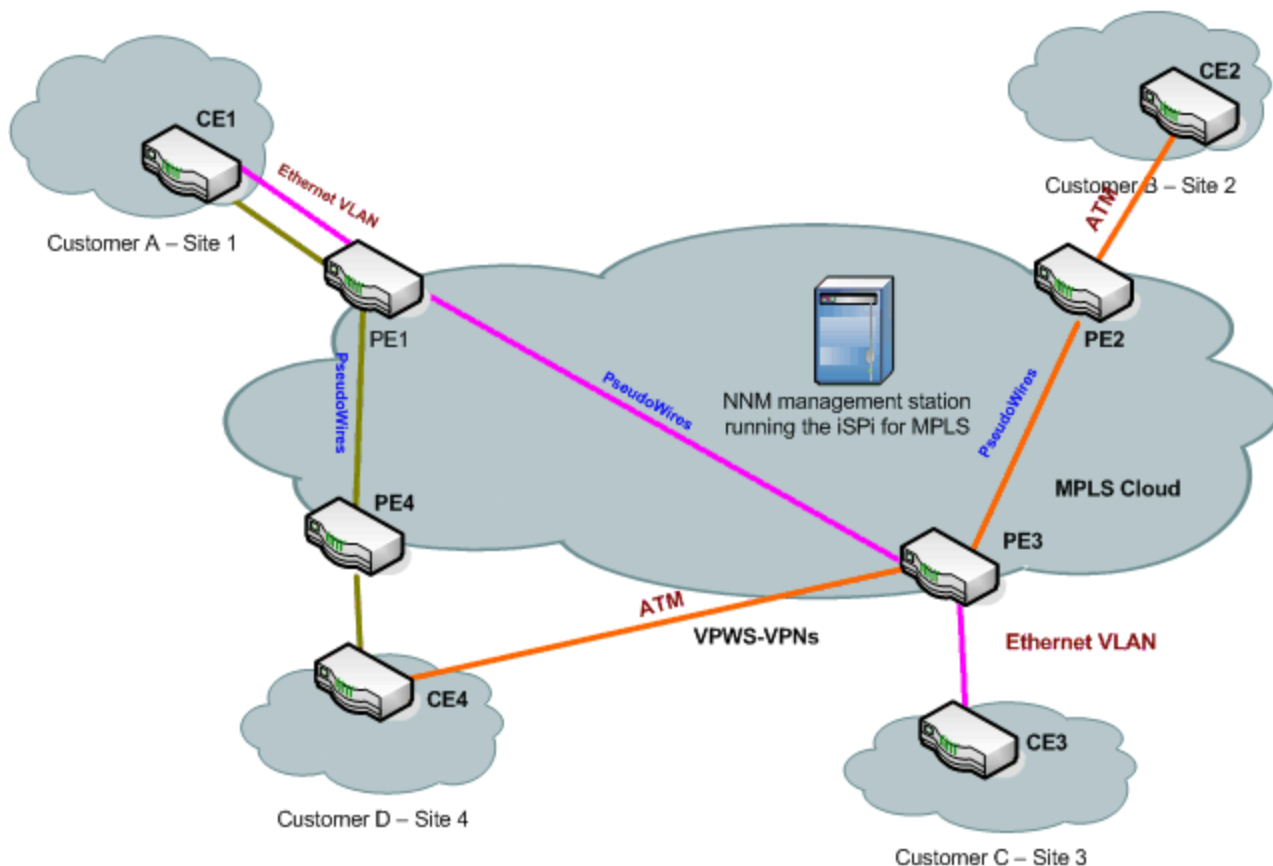 CE2
CE1
Ethernet VLAN
Customer B – Site 2
ATM
Customer A – Site 1
PE1
PE2
PseudoWires
PseudoWires
PseudoWires
NNM management station
running the iSPi for MPLS
MPLS Cloud
PE4
PE3
ATM
VPWS-VPNs
Ethernet VLAN
CE4
CE3
Customer D – Site 4
Customer C – Site 3